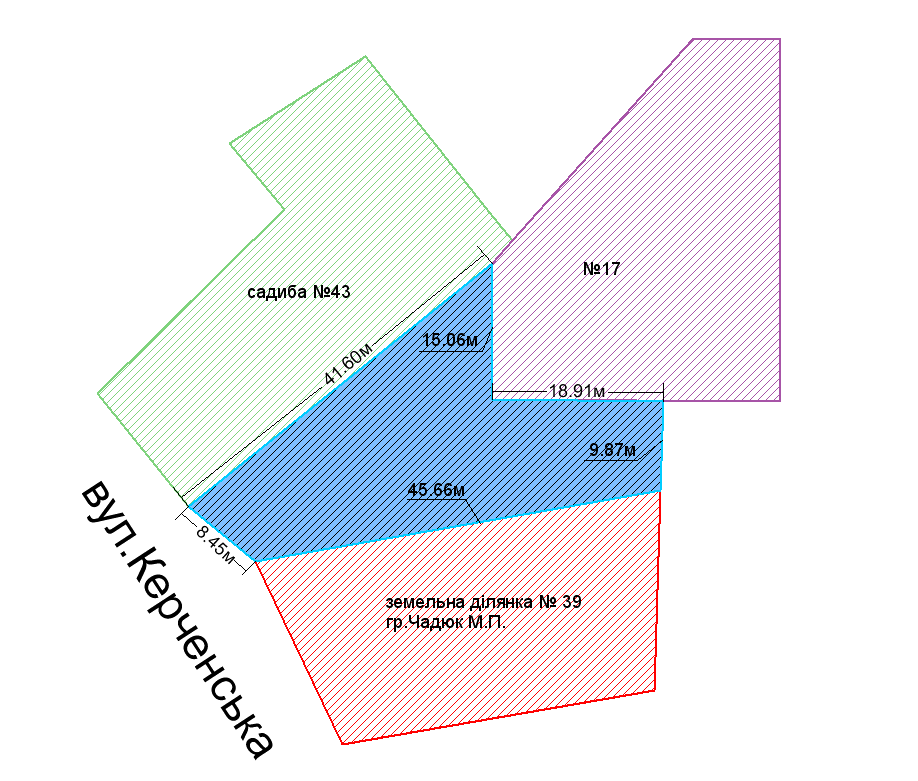 №17
садиба №43
15.06м
41.60м
18.91м
9.87м
45.66м
8.45м
вул.Керченська
земельна ділянка № 39
гр.Чадюк М.П.